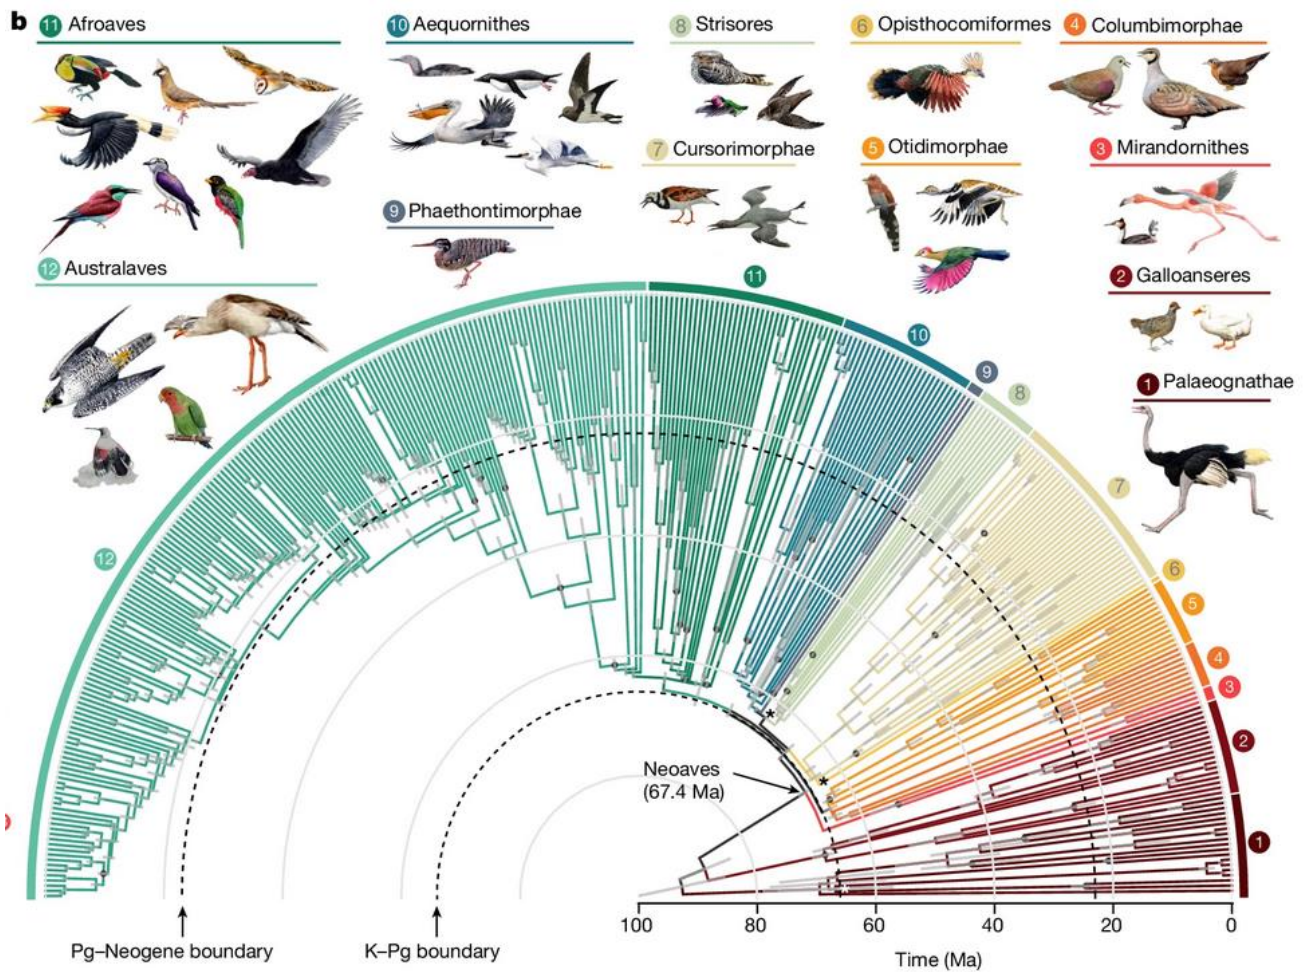 b
11 Afroaves
10 Aequornithes
8 Strisores
6 Opisthocomiformes
4 Columbimorphae
7 Cursorimorphae
5 Otidimorphae
3 Mirandornithes
9 Phaethontimorphae
12 Australaves
2 Galloanseres
1 Palaeognathae
11
10
9
8
7
12
6
5
4
3
2
1
*
*
*
Neoaves
(67.4 Ma)
100 80 60 40 20 0
Time (Ma)
Pg–Neogene boundary
K–Pg boundary